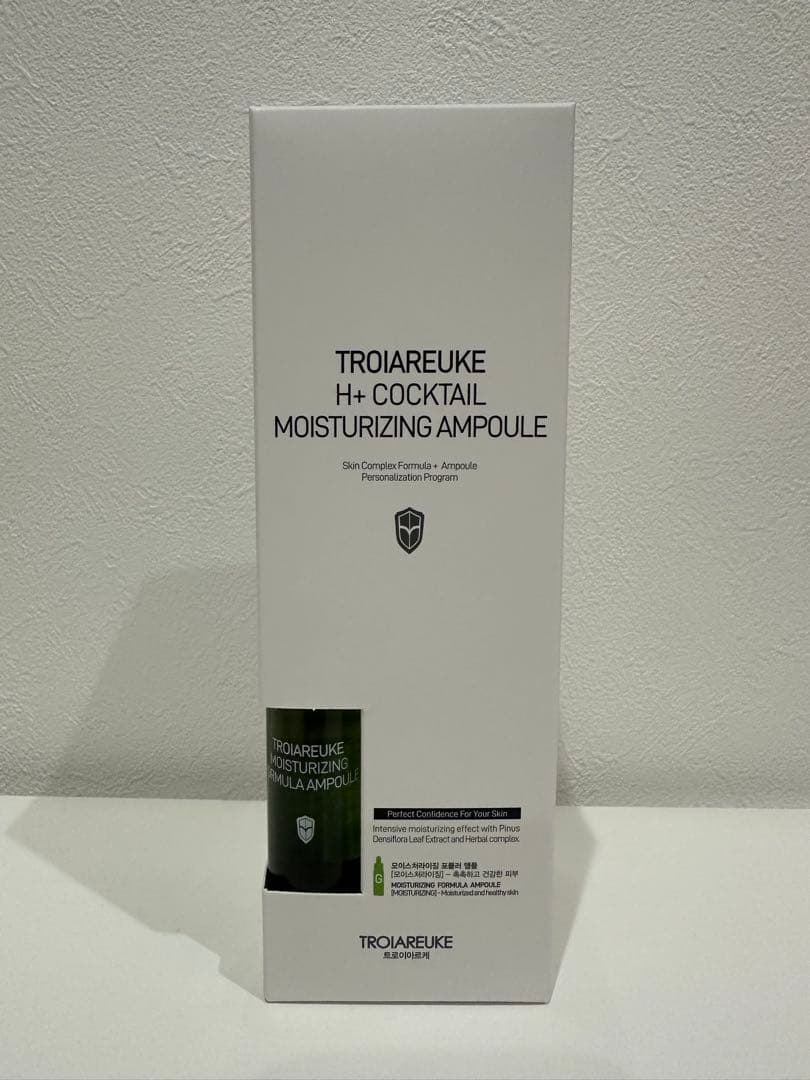 TROIAREUKE
H+ COCKTAIL
MOISTURIZING AMPOULE
Skin Complex Formula + Ampoule
Personalization Program
TROIAREUKE
MOISTURIZING
RMULA AMPOULE
Perfect Confidence For Your Skin
Intensive moisturizing effect with Pinus
Densiflora Leaf Extract and Herbal complex.
G
모이스처라이징 포뮬러 앰플
[모이스처라이징] – 촉촉하고 건강한 피부
MOISTURIZING FORMULA AMPOULE
[MOISTURIZING] - Moisturized and healthy skin
TROIAREUKE
트로이아르케